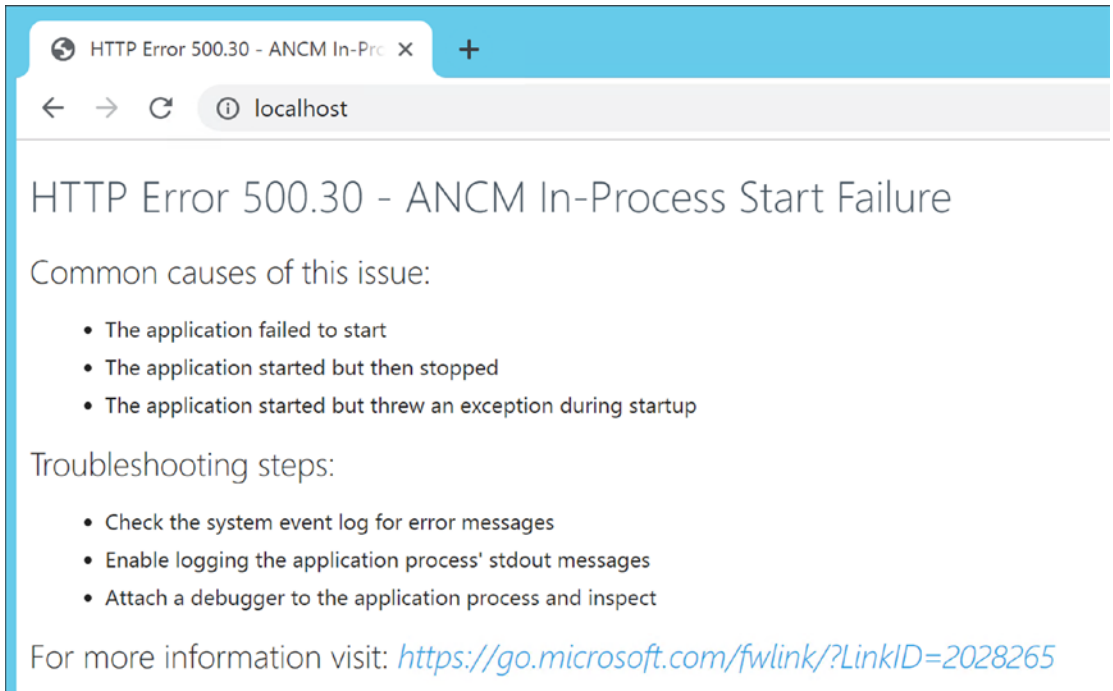 HTTP Error 500.30 - ANCM In-Pro
localhost
HTTP Error 500.30 - ANCM In-Process Start Failure
Common causes of this issue:
• The application failed to start
• The application started but then stopped
• The application started but threw an exception during startup
Troubleshooting steps:
• Check the system event log for error messages
• Enable logging the application process' stdout messages
• Attach a debugger to the application process and inspect
For more information visit: https://go.microsoft.com/fwlink/?LinkID=2028265